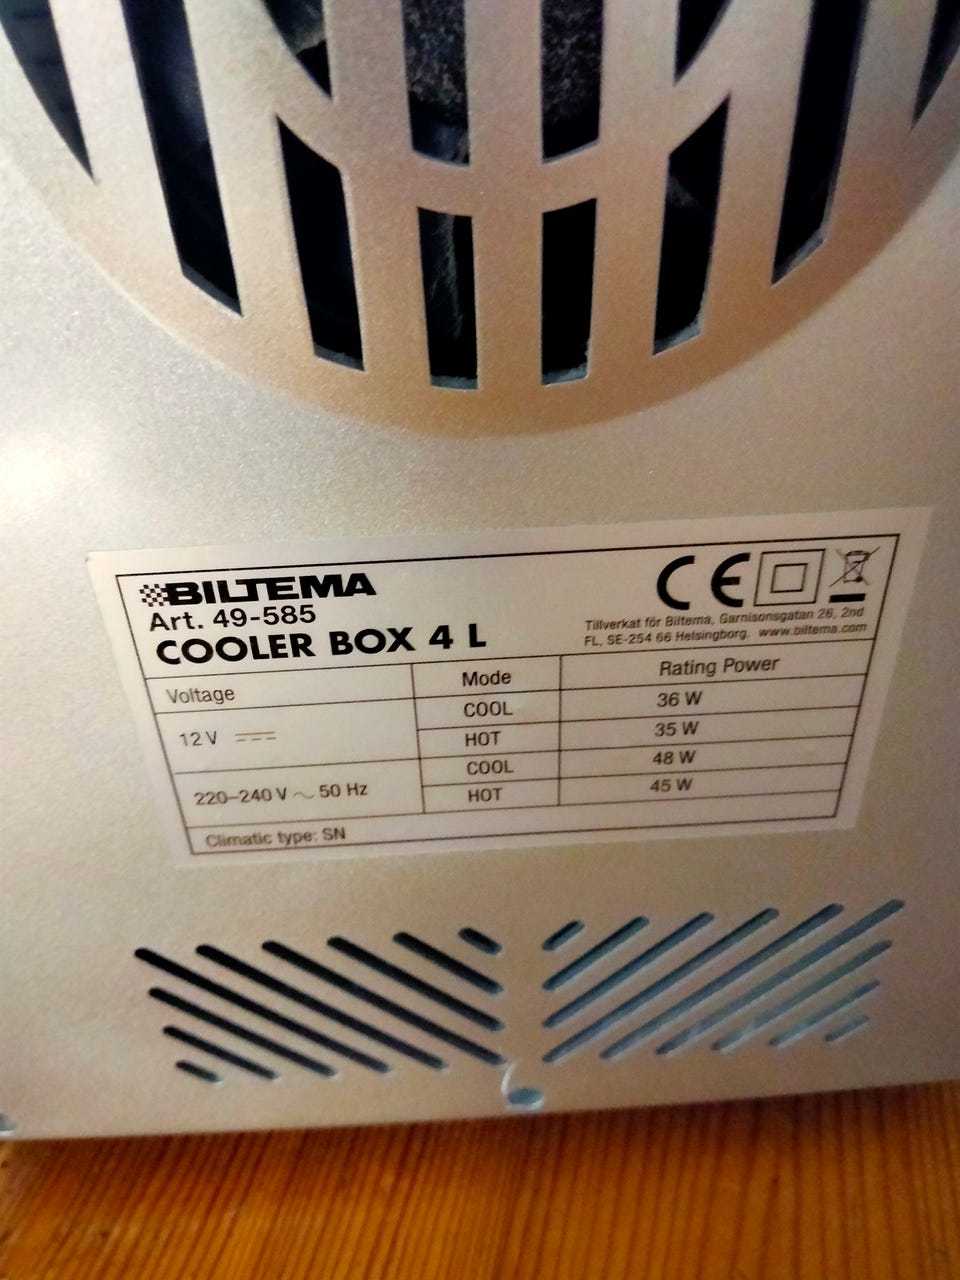 BILTEMA
Art. 49-585
COOLER BOX 4 L
CE
Tillverkat för Biltema, Garnisonsgatan 26, 2nd
FL, SE-254 66 Helsingborg. www.biltema.com
Voltage Mode Rating Power
12 V COOL 36 W
HOT 35 W
220–240 V ~ 50 Hz COOL 48 W
HOT 45 W
Climatic type: SN